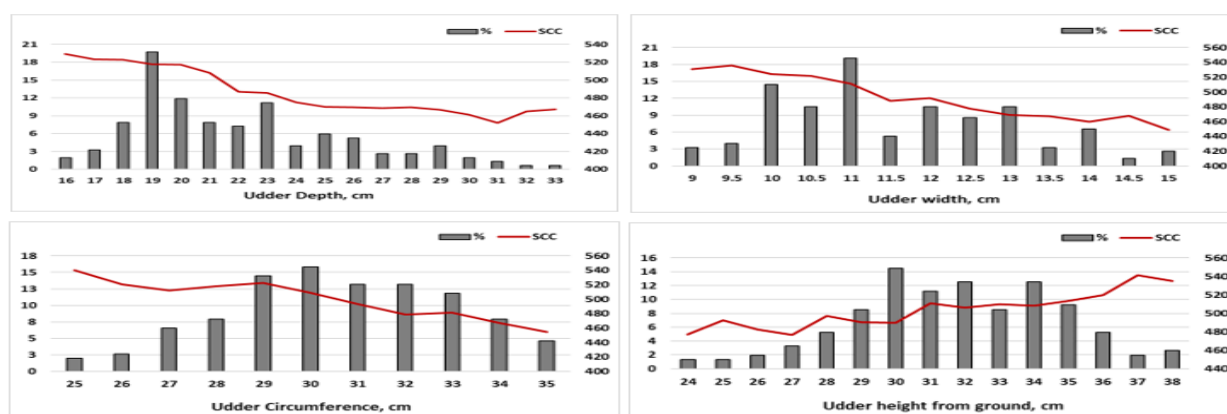 % SCC
21 540
18 520
15 500
12 480
9 460
6 440
3 420
0 400
16 17 18 19 20 21 22 23 24 25 26 27 28 29 30 31 32 33
Udder Depth, cm
% SCC
21 560
18 540
15 520
12 500
9 480
6 460
3 440
0 420
400
9 9.5 10 10.5 11 11.5 12 12.5 13 13.5 14 14.5 15
Udder width, cm
% SCC
18 560
15 540
13 520
10 500
8 480
5 460
3 440
0 420
400
25 26 27 28 29 30 31 32 33 34 35
Udder Circumference, cm
% SCC
16 560
14 540
12 520
10 500
8 480
6 460
4 440
2
0
24 25 26 27 28 29 30 31 32 33 34 35 36 37 38
Udder height from ground, cm